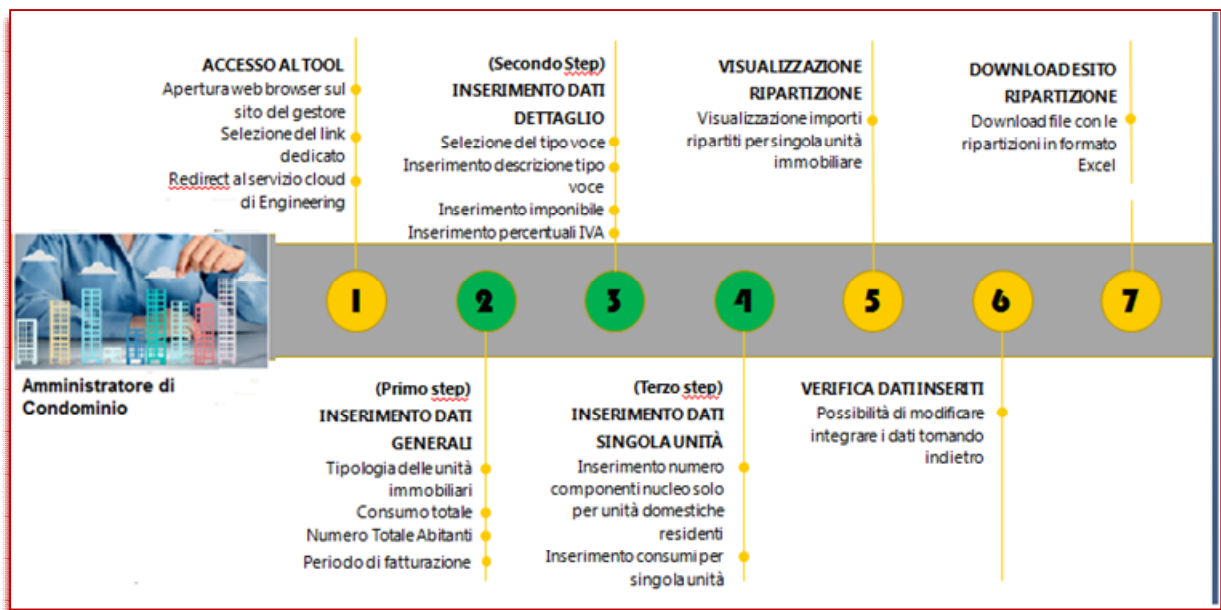 ACCESSO AL TOOL
Apertura web browser sul
sito del gestore
Selezione del link
dedicato
Redirect al servizio cloud
di Engineering
(Secondo Step)
INSERIMENTO DATI
DETTAGLIO
Selezione del tipo voce
Inserimento descrizione tipo
voce
Inserimento imponibile
Inserimento percentuali IVA
VISUALIZZAZIONE
RIPARTIZIONE
Visualizzazione importi
ripartiti per singola unità
immobiliare
DOWNLOAD ESITO
RIPARTIZIONE
Download file con le
ripartizioni in formato
Excel
1
2
3
4
5
6
7
Amministratore di
Condominio
(Primo step)
INSERIMENTO DATI
GENERALI
Tipologia delle unità
immobiliari
Consumo totale
Numero Totale Abitanti
Periodo di fatturazione
(Terzo step)
INSERIMENTO DATI
SINGOLA UNITÀ
Inserimento numero
componenti nucleo solo
per unità domestiche
residenti
Inserimento consumi per
singola unità
VERIFICA DATI INSERITI
Possibilità di modificare
integrare i dati tornando
indietro